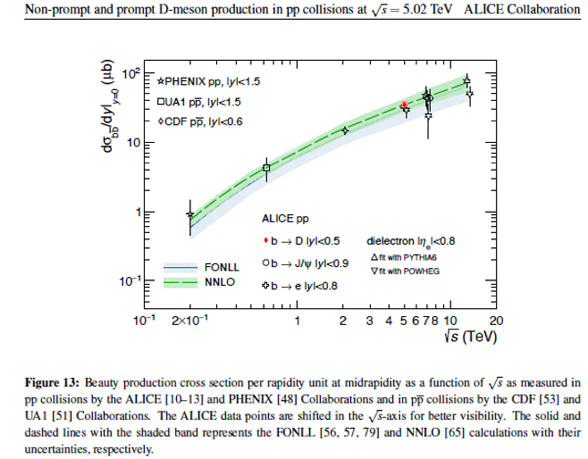 Non-prompt and prompt D-meson production in pp collisions at √s = 5.02 TeV ALICE Collaboration
dσbb̄/dy|y=0 (μb)
10²
10
1
10⁻¹
PHENIX pp, |y|<1.5
UA1 pp̄, |y|<1.5
CDF pp̄, |y|<0.6
ALICE pp
b → D |y|<0.5
b → J/ψ |y|<0.9
b → e |y|<0.8
dielectron |ηe|<0.8
fit with PYTHIA6
fit with POWHEG
FONLL
NNLO
10⁻¹ 2×10⁻¹ 1 2 3 4 5 6 7 8 10 20
√s (TeV)
Figure 13: Beauty production cross section per rapidity unit at midrapidity as a function of √s as measured in
pp collisions by the ALICE [10–13] and PHENIX [48] Collaborations and in pp̄ collisions by the CDF [53] and
UA1 [51] Collaborations. The ALICE data points are shifted in the √s-axis for better visibility. The solid and
dashed lines with the shaded band represents the FONLL [56, 57, 79] and NNLO [65] calculations with their
uncertainties, respectively.